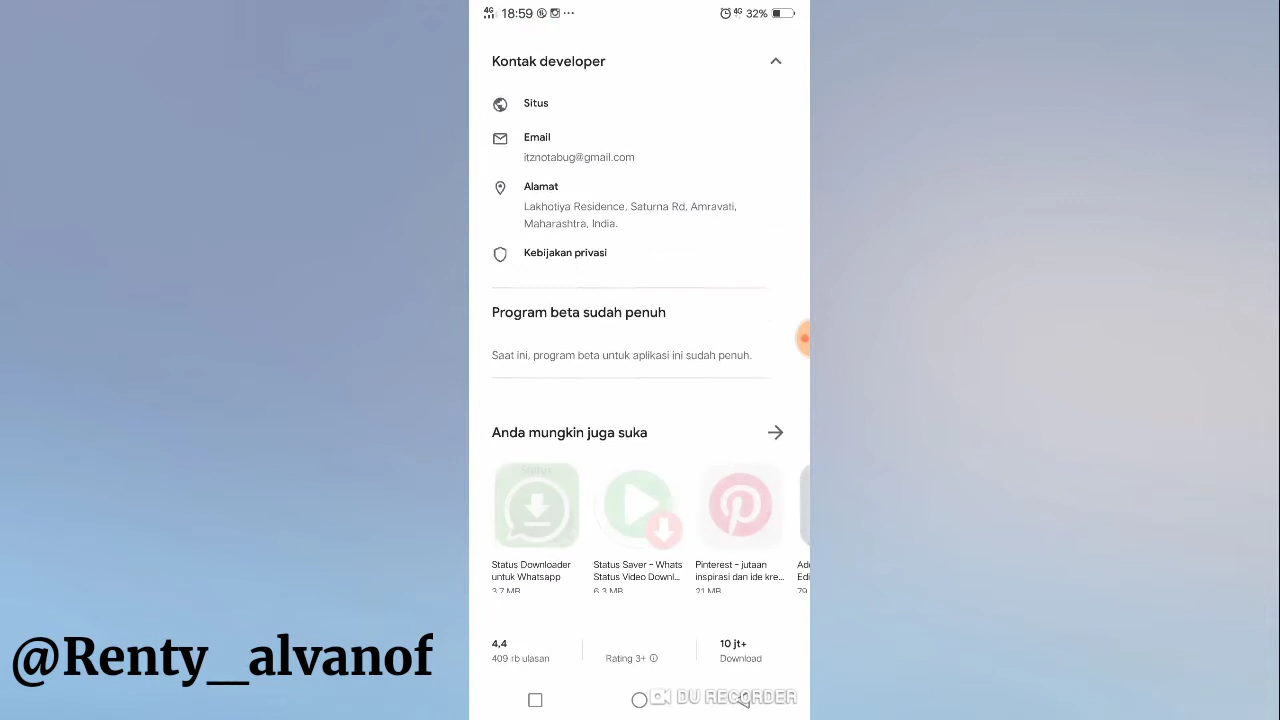 4G 18:59 4G 32%
Kontak developer
Situs
Email
itznotabug@gmail.com
Alamat
Lakhotiya Residence, Saturna Rd, Amravati,
Maharashtra, India.
Kebijakan privasi
Program beta sudah penuh
Saat ini, program beta untuk aplikasi ini sudah penuh.
Anda mungkin juga suka
Status
Status Downloader
untuk Whatsapp
3.7 MB
Status Saver - Whats
Status Video Downl...
6.3 MB
Pinterest - jutaan
inspirasi dan ide kre...
21 MB
Ad
Edi
79
4,4
409 rb ulasan
Rating 3+
10 jt+
Download
DU RECORDER
@Renty__alvanof